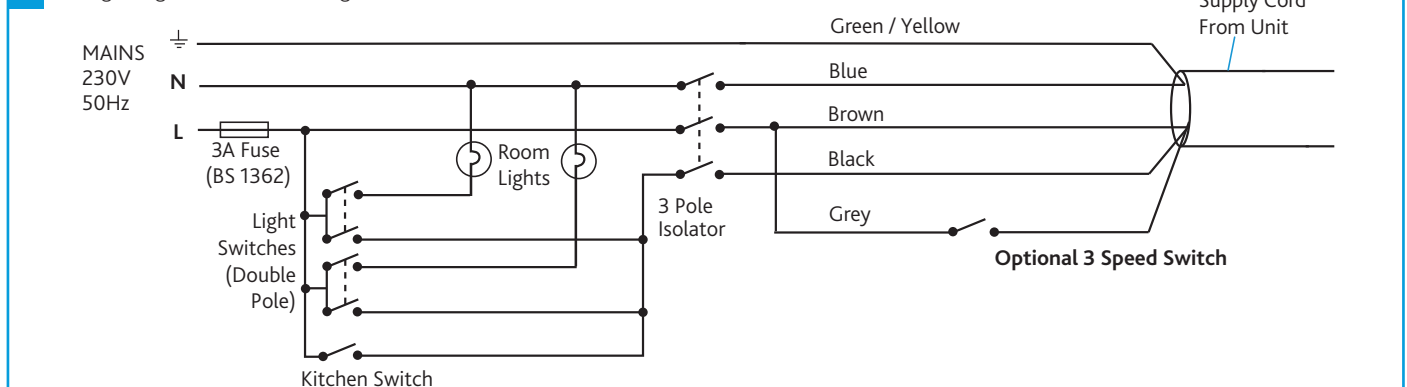 Supply Cord
From Unit
Green / Yellow
MAINS
230V
50Hz
N
Blue
L
Brown
3A Fuse
(BS 1362)
Room
Lights
Black
Light
Switches
(Double
Pole)
3 Pole
Isolator
Grey
Optional 3 Speed Switch
Kitchen Switch